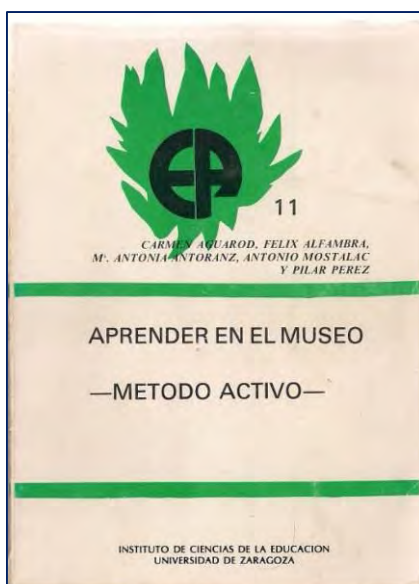 EA
11
CARMEN AGUAROD, FELIX ALFAMBRA,
Mª. ANTONIA ANTORANZ, ANTONIO MOSTALAC
Y PILAR PEREZ
APRENDER EN EL MUSEO
—METODO ACTIVO—
INSTITUTO DE CIENCIAS DE LA EDUCACION
UNIVERSIDAD DE ZARAGOZA